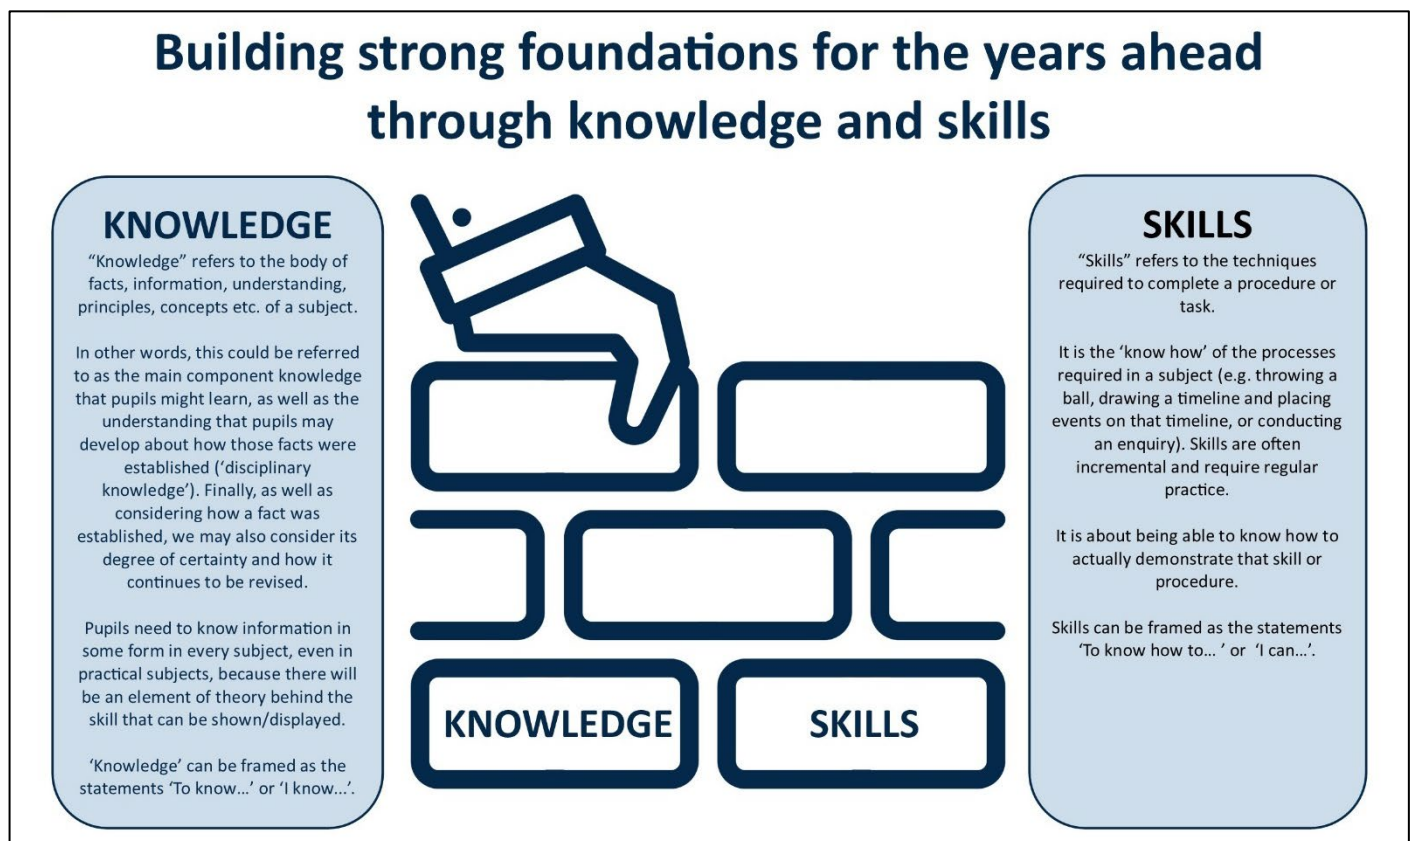 Building strong foundations for the years ahead
through knowledge and skills
KNOWLEDGE
“Knowledge” refers to the body of
facts, information, understanding,
principles, concepts etc. of a subject.
In other words, this could be referred
to as the main component knowledge
that pupils might learn, as well as the
understanding that pupils may
develop about how those facts were
established (‘disciplinary
knowledge’). Finally, as well as
considering how a fact was
established, we may also consider its
degree of certainty and how it
continues to be revised.
Pupils need to know information in
some form in every subject, even in
practical subjects, because there will
be an element of theory behind the
skill that can be shown/displayed.
‘Knowledge’ can be framed as the
statements ‘To know…’ or ‘I know...’.
KNOWLEDGE
SKILLS
SKILLS
“Skills” refers to the techniques
required to complete a procedure or
task.
It is the ‘know how’ of the processes
required in a subject (e.g. throwing a
ball, drawing a timeline and placing
events on that timeline, or conducting
an enquiry). Skills are often
incremental and require regular
practice.
It is about being able to know how to
actually demonstrate that skill or
procedure.
Skills can be framed as the statements
‘To know how to… ’ or  ‘I can…’.